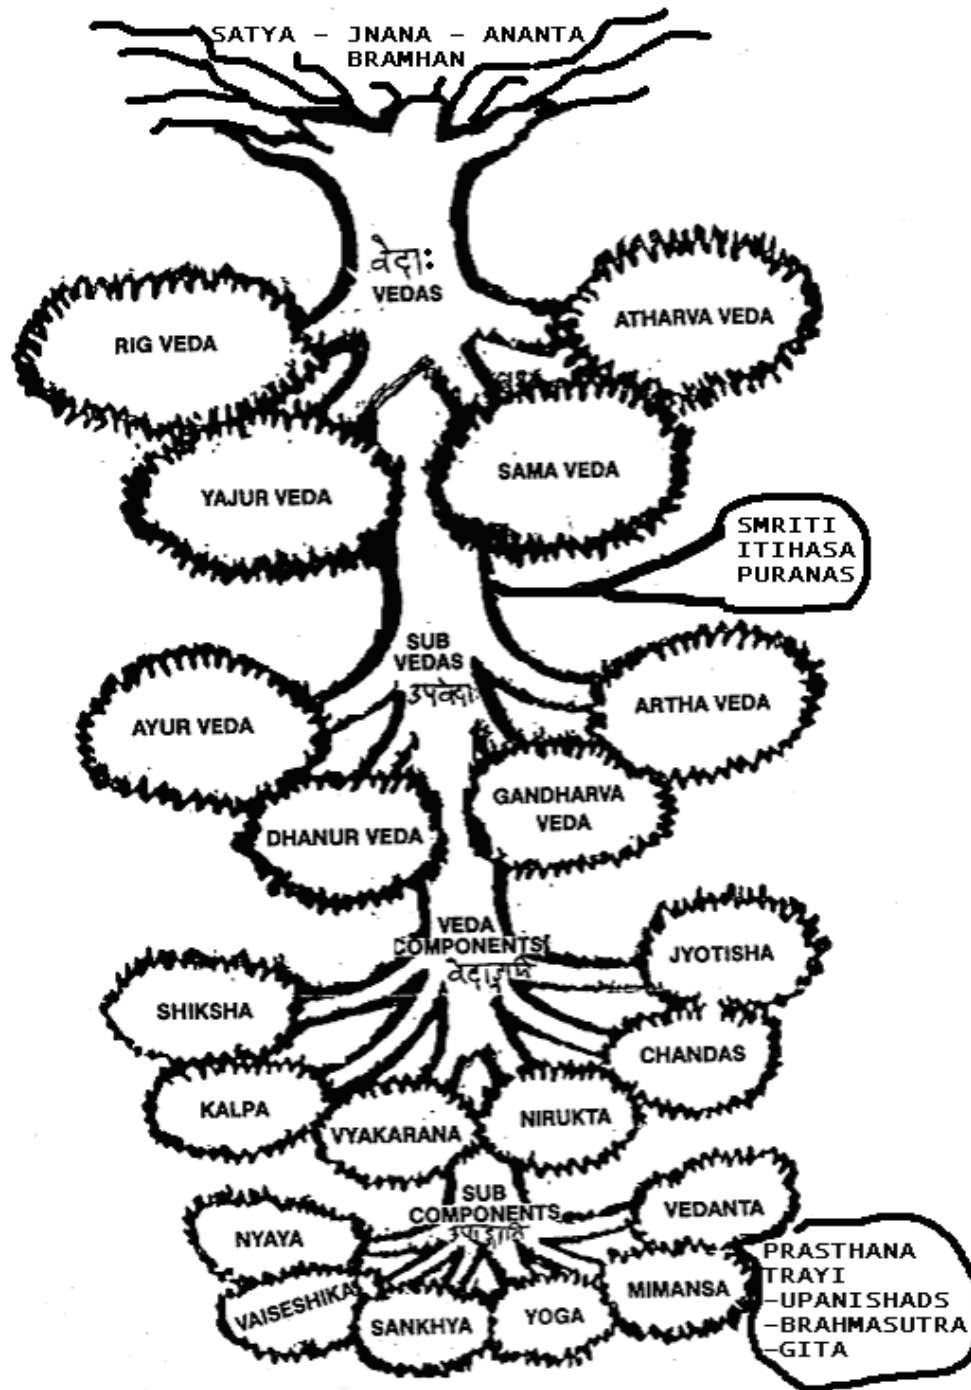 SATYA – JNANA – ANANTA
BRAMHAN
वेदाः
VEDAS
RIG VEDA
ATHARVA VEDA
YAJUR VEDA
SAMA VEDA
SMRITI
ITIHASA
PURANAS
SUB
VEDAS
उपवेदाः
AYUR VEDA
ARTHA VEDA
DHANUR VEDA
GANDHARVA
VEDA
VEDA
COMPONENTS
JYOTISHA
SHIKSHA
CHANDAS
KALPA
VYAKARANA
NIRUKTA
SUB
COMPONENTS
VEDANTA
NYAYA
MIMANSA
VAISESHIKA
SANKHYA
YOGA
PRASTHANA
TRAYI
-UPANISHADS
-BRAHMASUTRA
-GITA